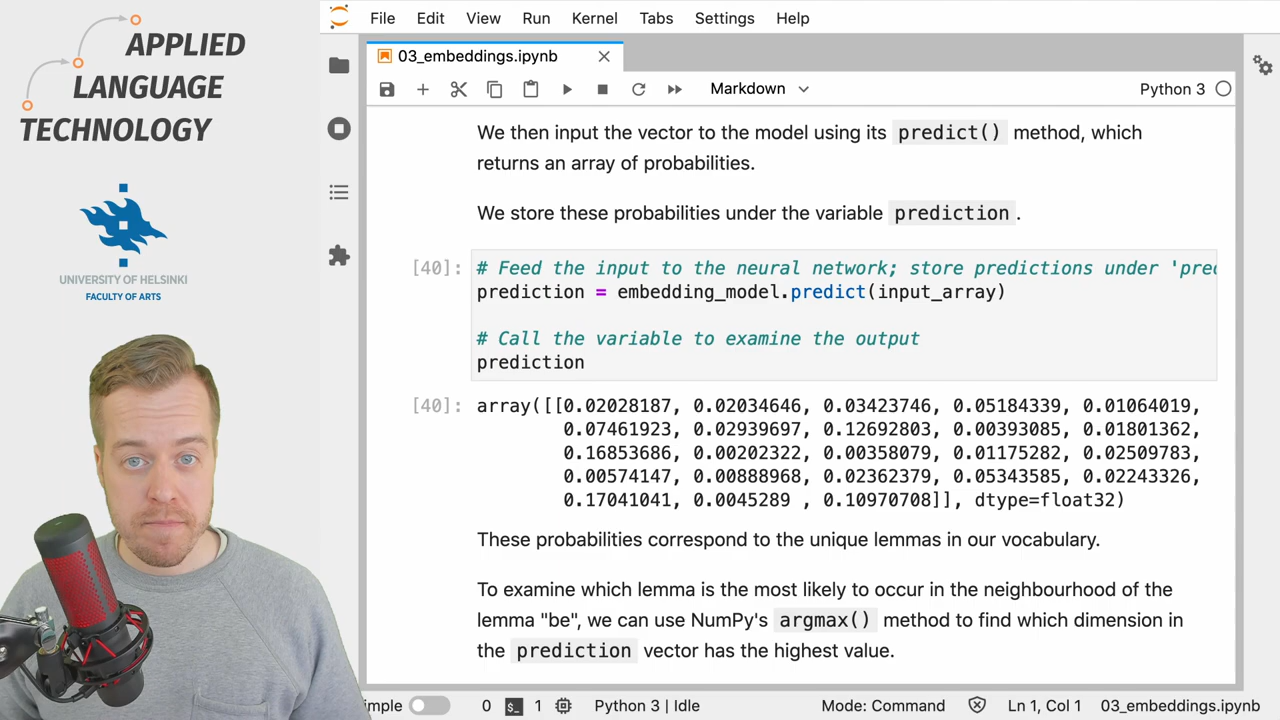 APPLIED
LANGUAGE
TECHNOLOGY
UNIVERSITY OF HELSINKI
FACULTY OF ARTS
File Edit View Run Kernel Tabs Settings Help
03_embeddings.ipynb
Markdown
Python 3
We then input the vector to the model using its predict() method, which
returns an array of probabilities.
We store these probabilities under the variable prediction.
[40]: # Feed the input to the neural network; store predictions under 'pred
prediction = embedding_model.predict(input_array)
# Call the variable to examine the output
prediction
[40]: array([[0.02028187, 0.02034646, 0.03423746, 0.05184339, 0.01064019,
0.07461923, 0.02939697, 0.12692803, 0.00393085, 0.01801362,
0.16853686, 0.00202322, 0.00358079, 0.01175282, 0.02509783,
0.00574147, 0.00888968, 0.02362379, 0.05343585, 0.02243326,
0.17041041, 0.0045289 , 0.10970708]], dtype=float32)
These probabilities correspond to the unique lemmas in our vocabulary.
To examine which lemma is the most likely to occur in the neighbourhood of the
lemma "be", we can use NumPy's argmax() method to find which dimension in
the prediction vector has the highest value.
imple 0 $_ 1 Python 3 | Idle Mode: Command Ln 1, Col 1 03_embeddings.ipynb